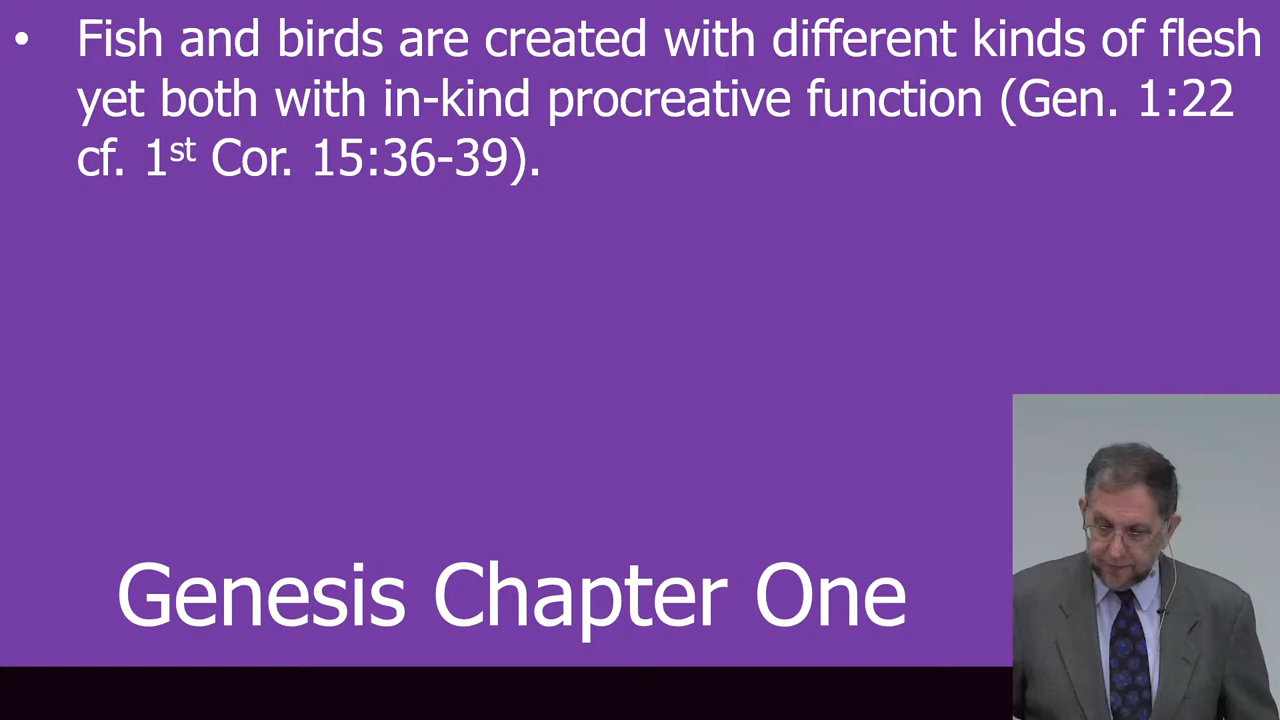 • Fish and birds are created with different kinds of flesh
yet both with in-kind procreative function (Gen. 1:22
cf. 1st Cor. 15:36-39).
Genesis Chapter One